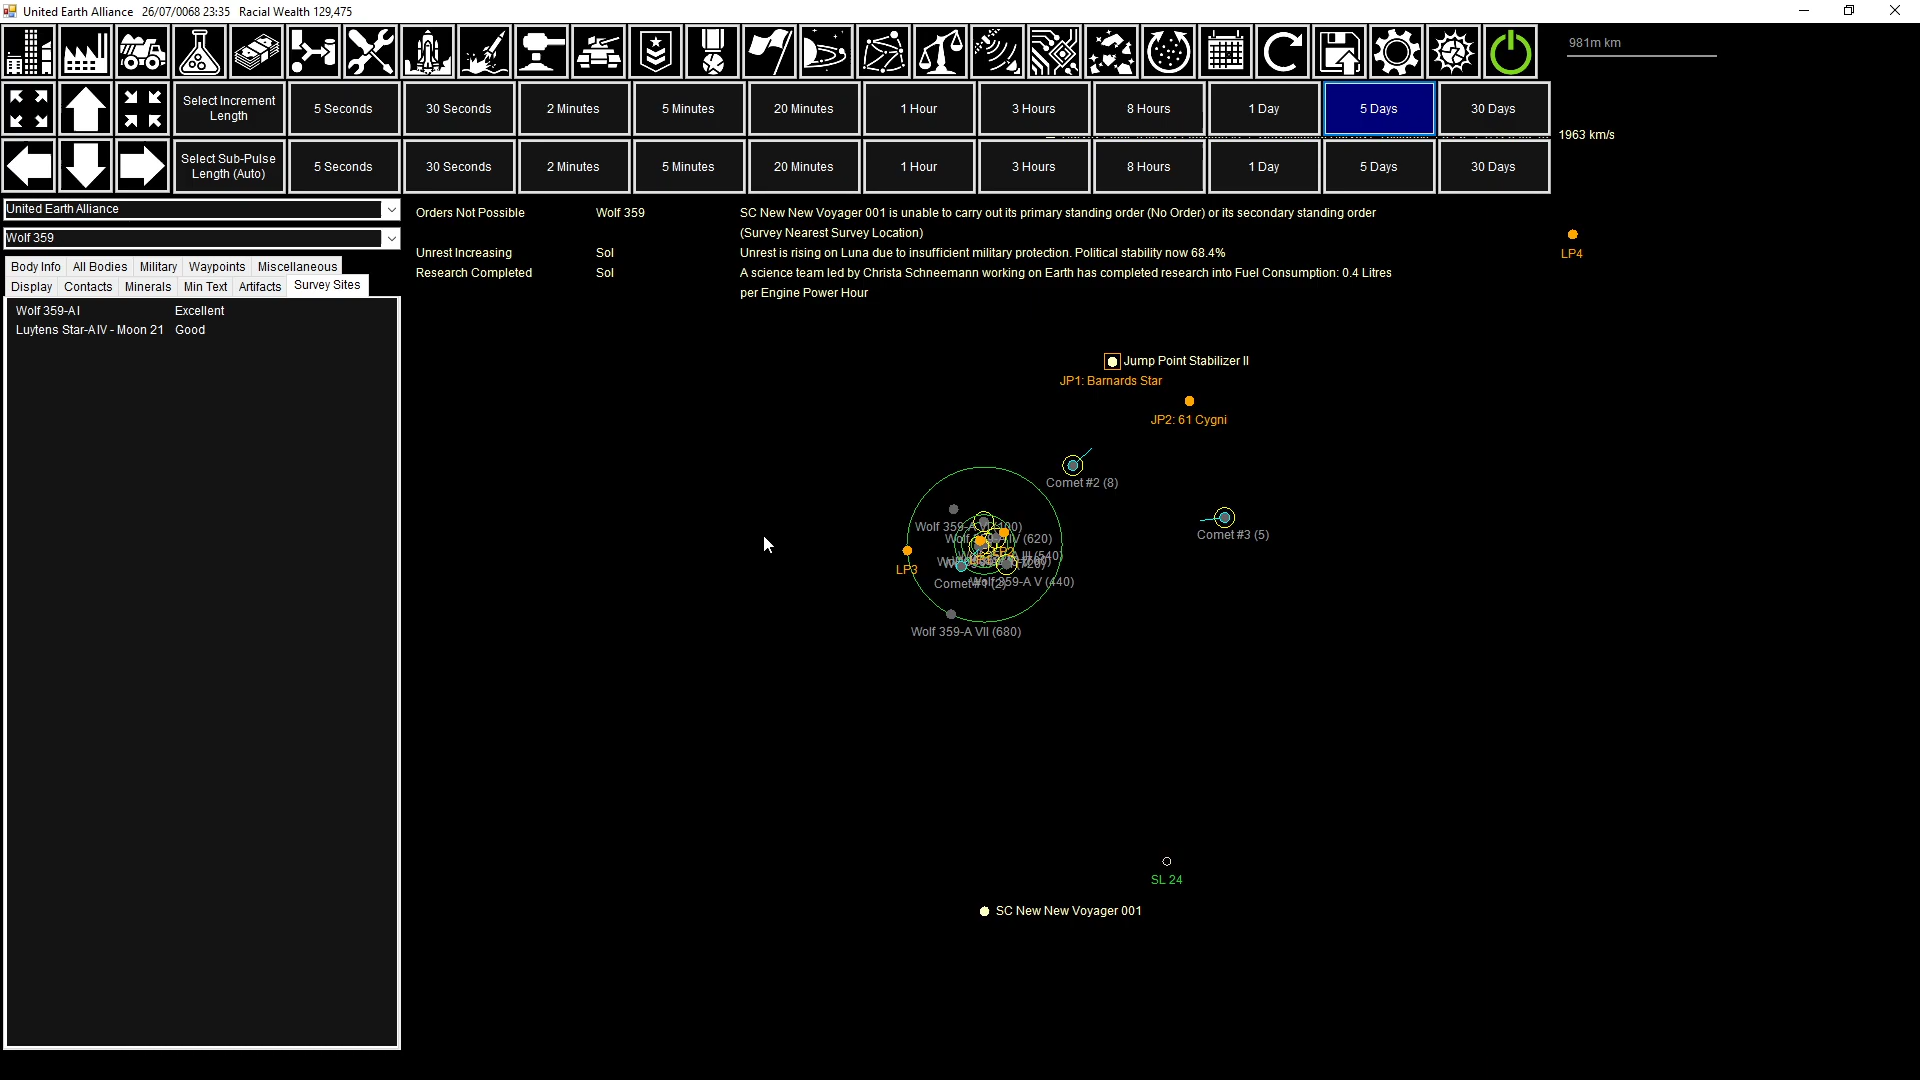 United Earth Alliance   26/07/0068 23:35   Racial Wealth 129,475
981m km
Select Increment Length
5 Seconds
30 Seconds
2 Minutes
5 Minutes
20 Minutes
1 Hour
3 Hours
8 Hours
1 Day
5 Days
30 Days
1963 km/s
Select Sub-Pulse Length (Auto)
5 Seconds
30 Seconds
2 Minutes
5 Minutes
20 Minutes
1 Hour
3 Hours
8 Hours
1 Day
5 Days
30 Days
United Earth Alliance
Wolf 359
Body Info
All Bodies
Military
Waypoints
Miscellaneous
Display
Contacts
Minerals
Min Text
Artifacts
Survey Sites
Wolf 359-A I   Excellent
Luytens Star-A IV - Moon 21   Good
Orders Not Possible   Wolf 359   SC New New Voyager 001 is unable to carry out its primary standing order (No Order) or its secondary standing order
(Survey Nearest Survey Location)
Unrest Increasing   Sol   Unrest is rising on Luna due to insufficient military protection. Political stability now 68.4%
Research Completed   Sol   A science team led by Christa Schneemann working on Earth has completed research into Fuel Consumption: 0.4 Litres
per Engine Power Hour
LP4
Jump Point Stabilizer II
JP1: Barnards Star
JP2: 61 Cygni
Comet #2 (8)
Comet #3 (5)
LP3
Wolf 359-A V (440)
Wolf 359-A VII (680)
SL 24
SC New New Voyager 001